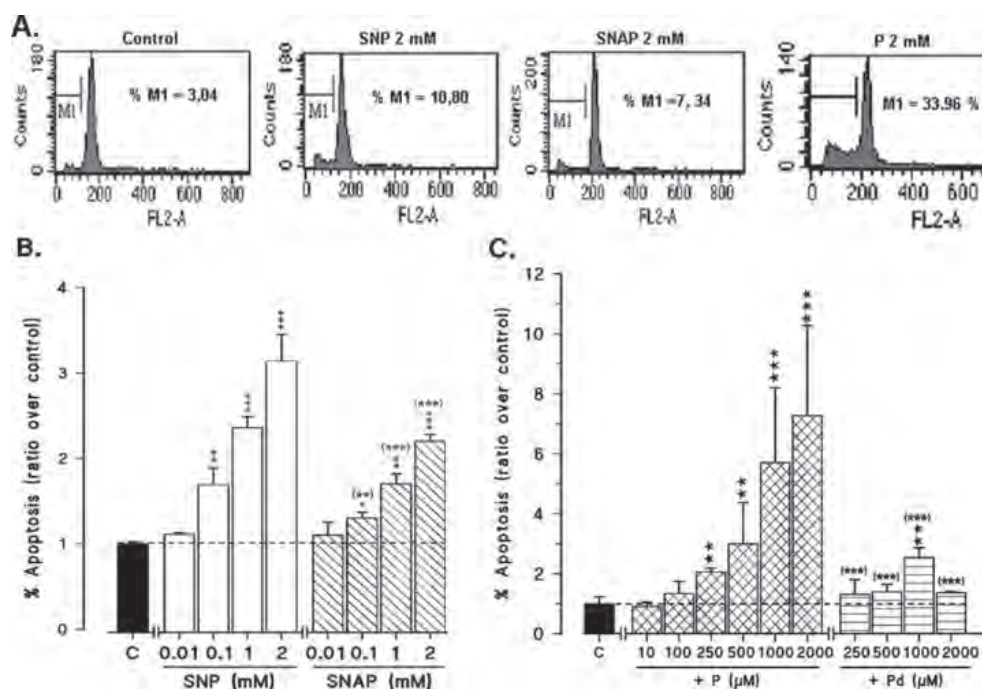 A.
Control
SNP 2 mM
SNAP 2 mM
P 2 mM
180
Counts
0
M1
% M1 = 3,04
0 200 400 600 800
FL2-A
180
Counts
0
M1
% M1 = 10,80
0 200 400 600 800
FL2-A
200
Counts
0
M1
% M1 =7, 34
0 200 400 600 800
FL2-A
140
Counts
0
M1 = 33.96 %
0 200 400 600
FL2-A
B.
% Apoptosis (ratio over control)
4
3
2
1
0
**
***
***
(**)
*
(***)
*
(***)
***
C 0.01 0.1 1 2 0.01 0.1 1 2
SNP (mM) SNAP (mM)
C.
% Apoptosis (ratio over control)
12
10
8
6
4
2
0
**
**
***
***
(***)
(***)
(***)
**
(***)
C 10 100 250 500 1000 2000 250 500 1000 2000
+ P (μM) + Pd (μM)